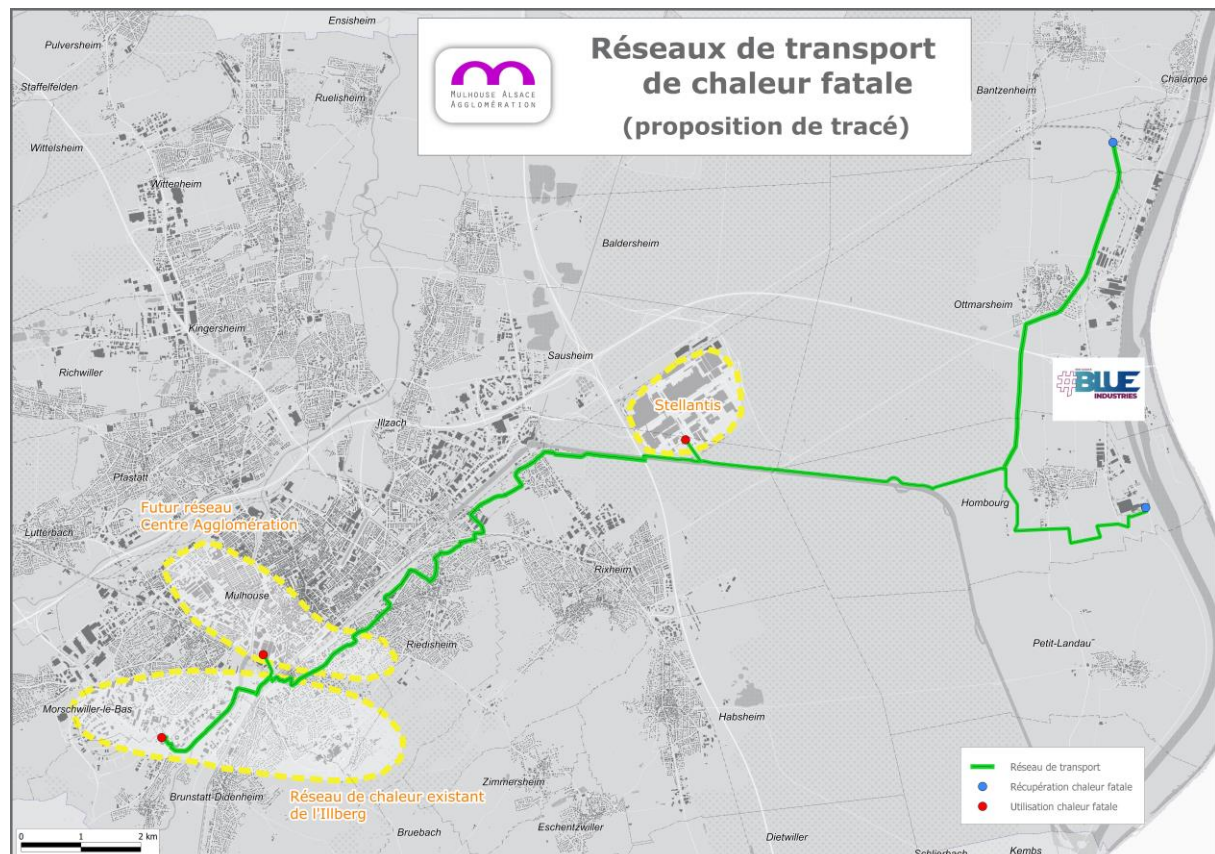 Ensisheim
Pulversheim
Staffelfelden
Ruelisheim
Wittelsheim
Wittenheim
MULHOUSE ALSACE
AGGLOMÉRATION
Réseaux de transport
de chaleur fatale
(proposition de tracé)
Chalampé
Bantzenheim
Baldersheim
Ottmarsheim
Kingersheim
Richwiller
Sausheim
#BLUE
INDUSTRIES
Stellantis
Illzach
Pfastatt
Futur réseau
Centre Agglomération
Lutterbach
Hombourg
Rixheim
Mulhouse
Riedisheim
Petit-Landau
Morschwiller-le-Bas
Habsheim
Zimmersheim
Brunstatt-Didenheim
Réseau de chaleur existant
de l'Illberg
Bruebach
Eschentzwiller
Dietwiller
Schlierbach
Kembs
Réseau de transport
Récupération chaleur fatale
Utilisation chaleur fatale
0 1 2 km